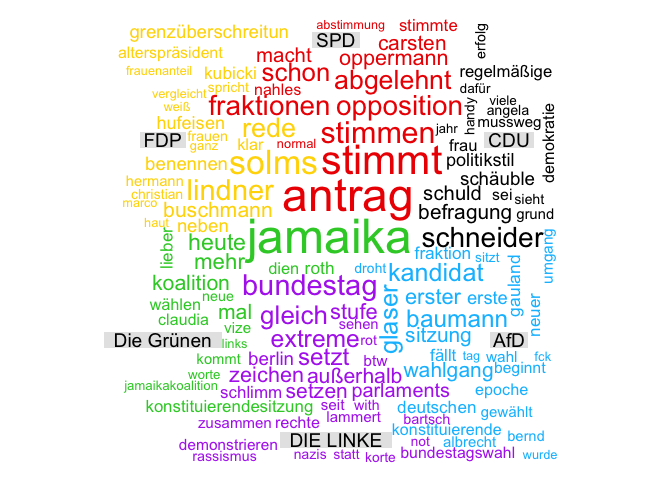 abstimmung stimmte
grenzüberschreitun SPD carsten erfolg
alterspräsident macht oppermann
frauenanteil kubicki schon abgelehnt regelmäßige
vergleicht spricht nahles dafür
weiß fraktionen opposition handy viele
hufeisen rede stimmen jahr angela mussweg demokratie
FDP frauen ganz klar normal frau CDU
benennen solms stimmt politikstil
hermann lindner antrag schäuble
christian schuld sei sieht
marco buschmann befragung grund
hauf neben jamaika schneider
lieber heute fraktion sitzt umgang
mehr dien roth droht kandidat
koalition bundestag erster erste gauland
wählen neue mal gleich stufe glaser baumann neuer
claudia vize sehen sitzung
Die Grünen links extreme rot AfD
kommt berlin setzt btw fällt tag wahl fck
worte zeichen außerhalb wahlgang beginnt
jamaikakoalition schlimm setzen parlaments epoche
konstituierendesitzung seit with deutschen gewählt
zusammen rechte lammert bartsch
DIE LINKE konstituierende bernd
demonstrieren not albrecht
rassismus nazis statt korte bundestagswahl wurde